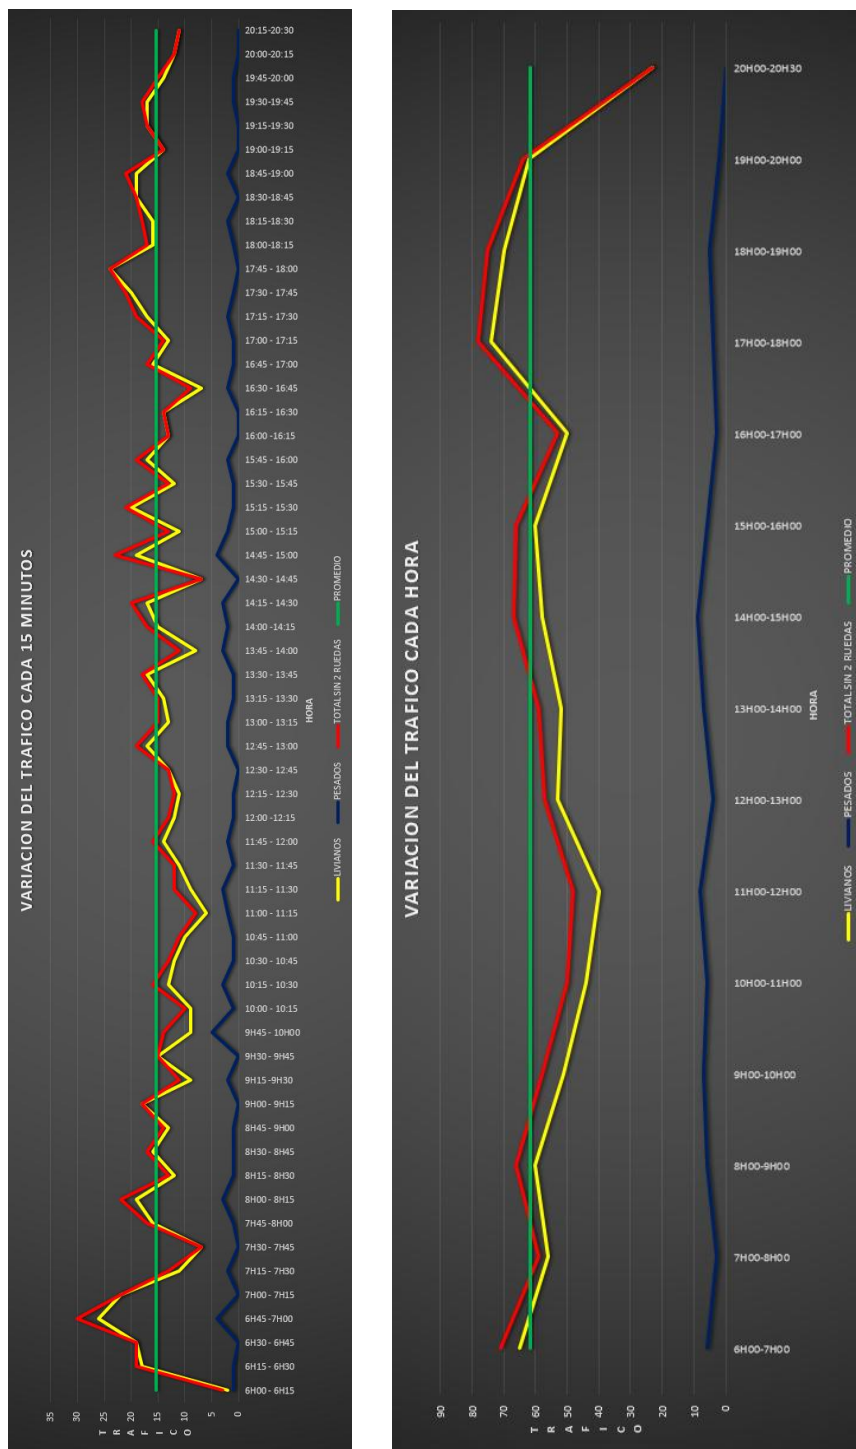 VARIACION DEL TRAFICO CADA 15 MINUTOS
35
30
25
20
15
10
5
0
TRAFICO
6H00 - 6H15
6H15 - 6H30
6H30 - 6H45
6H45 - 7H00
7H00 - 7H15
7H15 - 7H30
7H30 - 7H45
7H45 -8H00
8H00 - 8H15
8H15 - 8H30
8H30 - 8H45
8H45 - 9H00
9H00 - 9H15
9H15 -9H30
9H30 - 9H45
9H45 - 10H00
10:00 - 10:15
10:15 - 10:30
10:30 - 10:45
10:45 - 11:00
11:00 - 11:15
11:15 - 11:30
11:30 - 11:45
11:45 - 12:00
12:00 -12:15
12:15 - 12:30
12:30 - 12:45
12:45 - 13:00
13:00 - 13:15
13:15 - 13:30
13:30 - 13:45
13:45 - 14:00
14:00 -14:15
14:15 - 14:30
14:30 - 14:45
14:45 - 15:00
15:00 - 15:15
15:15 - 15:30
15:30 - 15:45
15:45 - 16:00
16:00 -16:15
16:15 - 16:30
16:30 - 16:45
16:45 - 17:00
17:00 - 17:15
17:15 - 17:30
17:30 - 17:45
17:45 - 18:00
18:00-18:15
18:15-18:30
18:30-18:45
18:45-19:00
19:00-19:15
19:15-19:30
19:30-19:45
19:45-20:00
20:00-20:15
20:15-20:30
HORA
LIVIANOS
PESADOS
TOTAL SIN 2 RUEDAS
PROMEDIO
VARIACION DEL TRAFICO CADA HORA
90
80
70
60
50
40
30
20
10
0
TRAFICO
6H00-7H00
7H00-8H00
8H00-9H00
9H00-10H00
10H00-11H00
11H00-12H00
12H00-13H00
13H00-14H00
14H00-15H00
15H00-16H00
16H00-17H00
17H00-18H00
18H00-19H00
19H00-20H00
20H00-20H30
HORA
LIVIANOS
PESADOS
TOTAL SIN 2 RUEDAS
PROMEDIO